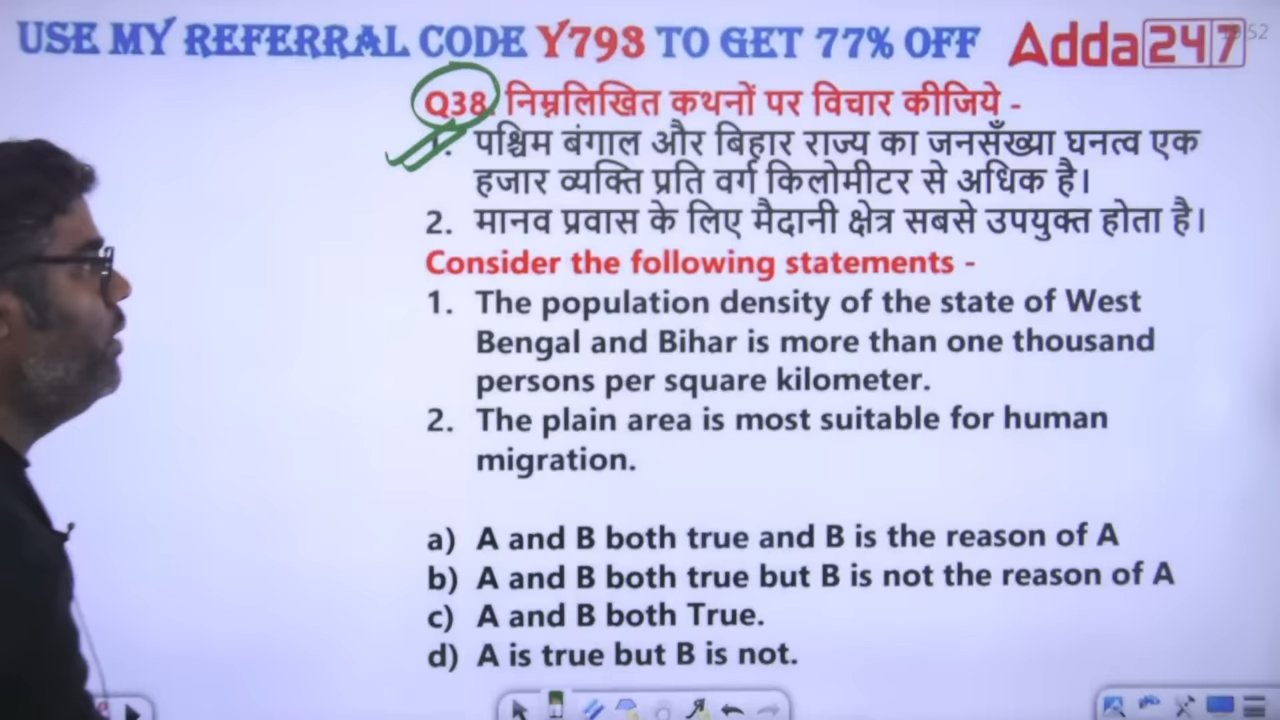 USE MY REFERRAL CODE Y793 TO GET 77% OFF
Adda247
52
Q38. निम्नलिखित कथनों पर विचार कीजिये -
पश्चिम बंगाल और बिहार राज्य का जनसँख्या घनत्व एक
हजार व्यक्ति प्रति वर्ग किलोमीटर से अधिक है।
2. मानव प्रवास के लिए मैदानी क्षेत्र सबसे उपयुक्त होता है।
Consider the following statements -
1. The population density of the state of West
Bengal and Bihar is more than one thousand
persons per square kilometer.
2. The plain area is most suitable for human
migration.
a) A and B both true and B is the reason of A
b) A and B both true but B is not the reason of A
c) A and B both True.
d) A is true but B is not.